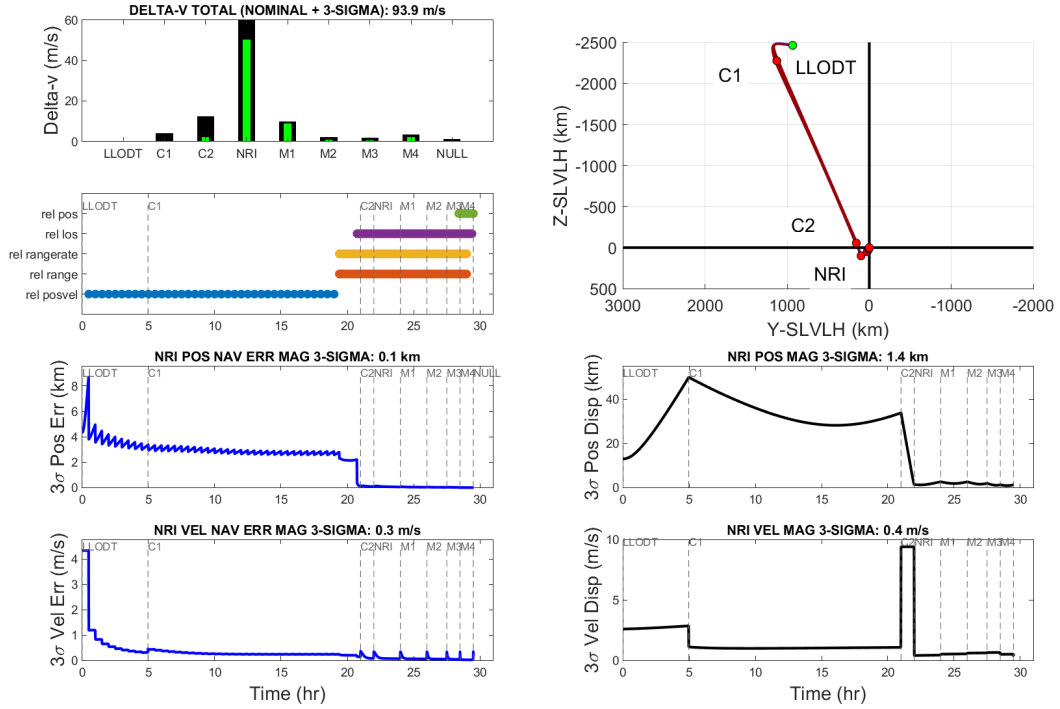 DELTA-V TOTAL (NOMINAL + 3-SIGMA): 93.9 m/s
Delta-v (m/s)
60
40
20
0
LLODT C1 C2 NRI M1 M2 M3 M4 NULL
LLODT C1 C2 NRI M1 M2 M3 M4
rel pos
rel los
rel rangerate
rel range
rel posvel
0 5 10 15 20 25 30
NRI POS NAV ERR MAG 3-SIGMA: 0.1 km
LLODT C1 C2 NRI M1 M2 M3 M4 NULL
3σ Pos Err (km)
8
6
4
2
0
0 5 10 15 20 25 30
NRI VEL NAV ERR MAG 3-SIGMA: 0.3 m/s
LLODT C1 C2 NRI M1 M2 M3 M4
3σ Vel Err (m/s)
4
3
2
1
0
0 5 10 15 20 25 30
Time (hr)
-2500
-2000
-1500
-1000
-500
0
500
Z-SLVLH (km)
C1
LLODT
C2
NRI
3000 2000 1000 0 -1000 -2000
Y-SLVLH (km)
NRI POS MAG 3-SIGMA: 1.4 km
LLODT C1 C2 NRI M1 M2 M3 M4
3σ Pos Disp (km)
40
20
0
0 5 10 15 20 25 30
NRI VEL MAG 3-SIGMA: 0.4 m/s
LLODT C1 C2 NRI M1 M2 M3 M4
3σ Vel Disp (m/s)
10
5
0
0 5 10 15 20 25 30
Time (hr)